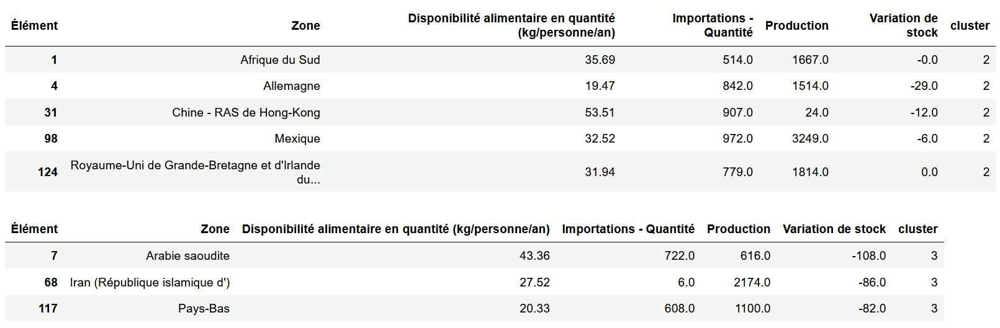 Élément Zone Disponibilité alimentaire en quantité (kg/personne/an) Importations - Quantité Production Variation de stock cluster
1 Afrique du Sud 35.69 514.0 1667.0 -0.0 2
4 Allemagne 19.47 842.0 1514.0 -29.0 2
31 Chine - RAS de Hong-Kong 53.51 907.0 24.0 -12.0 2
98 Mexique 32.52 972.0 3249.0 -6.0 2
124 Royaume-Uni de Grande-Bretagne et d'Irlande du... 31.94 779.0 1814.0 0.0 2
Élément Zone Disponibilité alimentaire en quantité (kg/personne/an) Importations - Quantité Production Variation de stock cluster
7 Arabie saoudite 43.36 722.0 616.0 -108.0 3
68 Iran (République islamique d') 27.52 6.0 2174.0 -86.0 3
117 Pays-Bas 20.33 608.0 1100.0 -82.0 3